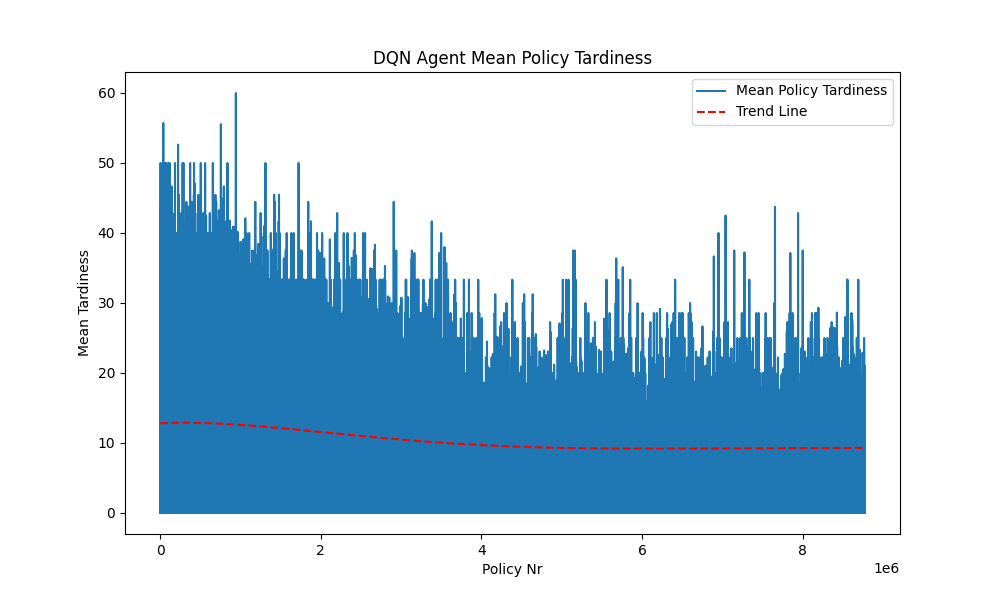 DQN Agent Mean Policy Tardiness
Mean Policy Tardiness
Trend Line
60
50
40
30
20
10
0
Mean Tardiness
0 2 4 6 8
1e6
Policy Nr